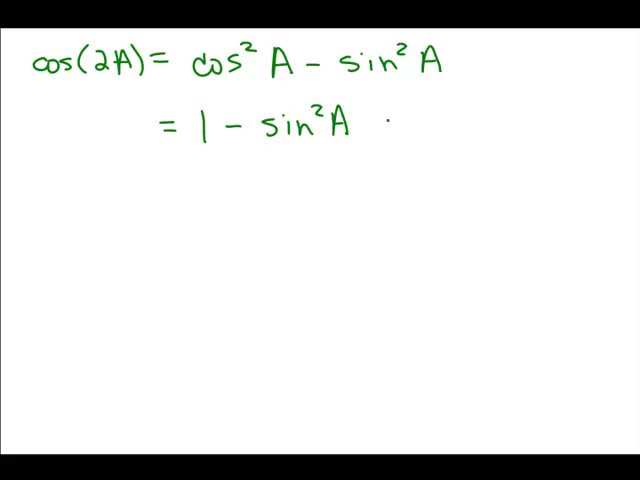 cos(2A) = cos² A − sin² A
= 1 − sin² A